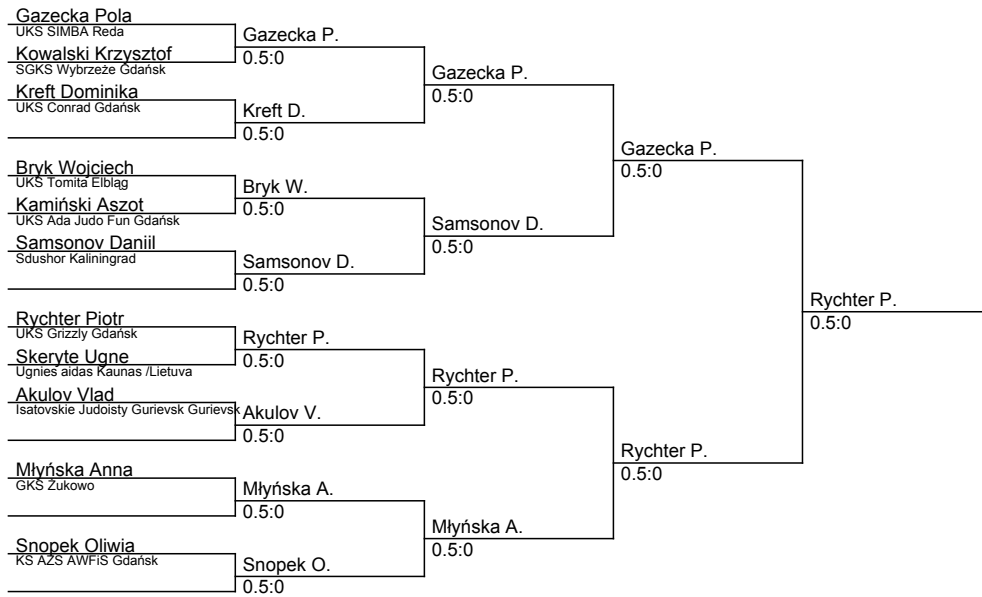 Gazecka Pola
UKS SIMBA Reda
Kowalski Krzysztof
SGKS Wybrzeże Gdańsk
Kreft Dominika
UKS Conrad Gdańsk
Bryk Wojciech
UKS Tomita Elbląg
Kamiński Aszot
UKS Ada Judo Fun Gdańsk
Samsonov Daniil
Sdushor Kaliningrad
Rychter Piotr
UKS Grizzly Gdańsk
Skeryte Ugne
Ugnies aidas Kaunas /Lietuva
Akulov Vlad
Isatovskie Judoisty Gurievsk Gurievsk
Młyńska Anna
GKS Żukowo
Snopek Oliwia
KS AZS AWFiS Gdańsk
Gazecka P.
0.5:0
Kreft D.
0.5:0
Bryk W.
0.5:0
Samsonov D.
0.5:0
Rychter P.
0.5:0
Akulov V.
0.5:0
Młyńska A.
0.5:0
Snopek O.
0.5:0
Gazecka P.
0.5:0
Samsonov D.
0.5:0
Rychter P.
0.5:0
Młyńska A.
0.5:0
Gazecka P.
0.5:0
Rychter P.
0.5:0
Rychter P.
0.5:0